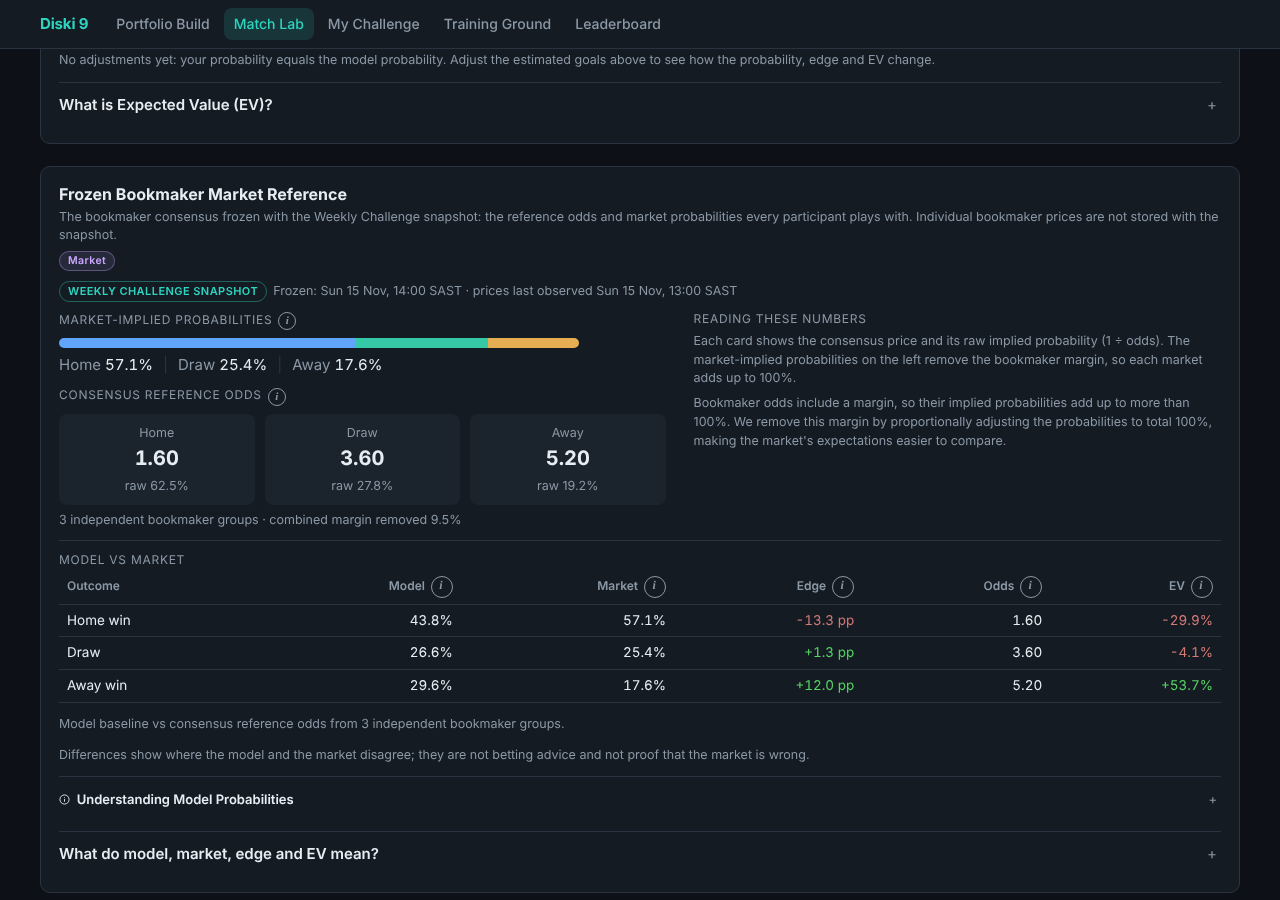 Diski 9 Portfolio Build Match Lab My Challenge Training Ground Leaderboard
No adjustments yet: your probability equals the model probability. Adjust the estimated goals above to see how the probability, edge and EV change.
What is Expected Value (EV)? +
Frozen Bookmaker Market Reference
The bookmaker consensus frozen with the Weekly Challenge snapshot: the reference odds and market probabilities every participant plays with. Individual bookmaker prices are not stored with the
snapshot.
Market
WEEKLY CHALLENGE SNAPSHOT Frozen: Sun 15 Nov, 14:00 SAST · prices last observed Sun 15 Nov, 13:00 SAST
MARKET-IMPLIED PROBABILITIES i
Home 57.1% Draw 25.4% Away 17.6%
CONSENSUS REFERENCE ODDS i
Home
1.60
raw 62.5%
Draw
3.60
raw 27.8%
Away
5.20
raw 19.2%
3 independent bookmaker groups · combined margin removed 9.5%
READING THESE NUMBERS
Each card shows the consensus price and its raw implied probability (1 ÷ odds). The
market-implied probabilities on the left remove the bookmaker margin, so each market
adds up to 100%.
Bookmaker odds include a margin, so their implied probabilities add up to more than
100%. We remove this margin by proportionally adjusting the probabilities to total 100%,
making the market's expectations easier to compare.
MODEL VS MARKET
Outcome Model i Market i Edge i Odds i EV i
Home win 43.8% 57.1% -13.3 pp 1.60 -29.9%
Draw 26.6% 25.4% +1.3 pp 3.60 -4.1%
Away win 29.6% 17.6% +12.0 pp 5.20 +53.7%
Model baseline vs consensus reference odds from 3 independent bookmaker groups.
Differences show where the model and the market disagree; they are not betting advice and not proof that the market is wrong.
Understanding Model Probabilities +
What do model, market, edge and EV mean? +